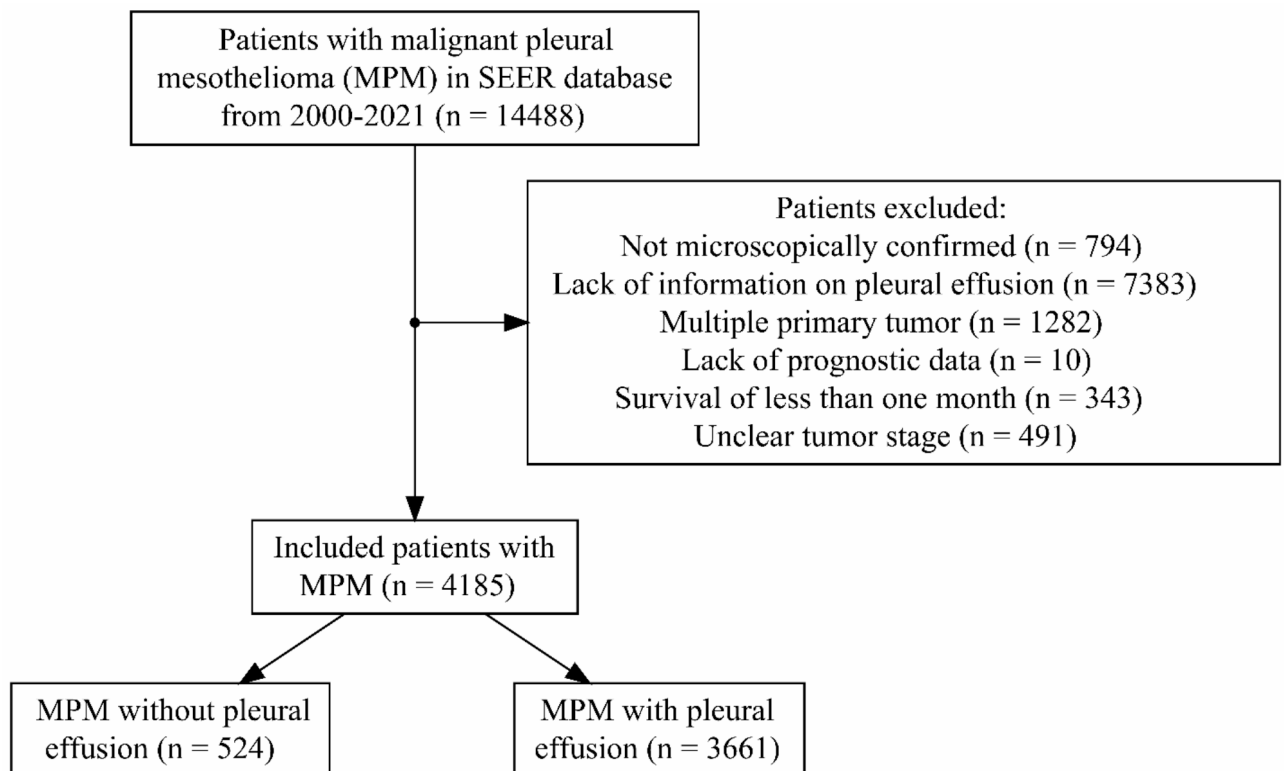 Patients with malignant pleural
mesothelioma (MPM) in SEER database
from 2000-2021 (n = 14488)
Patients excluded:
Not microscopically confirmed (n = 794)
Lack of information on pleural effusion (n = 7383)
Multiple primary tumor (n = 1282)
Lack of prognostic data (n = 10)
Survival of less than one month (n = 343)
Unclear tumor stage (n = 491)
Included patients with
MPM (n = 4185)
MPM without pleural
effusion (n = 524)
MPM with pleural
effusion (n = 3661)